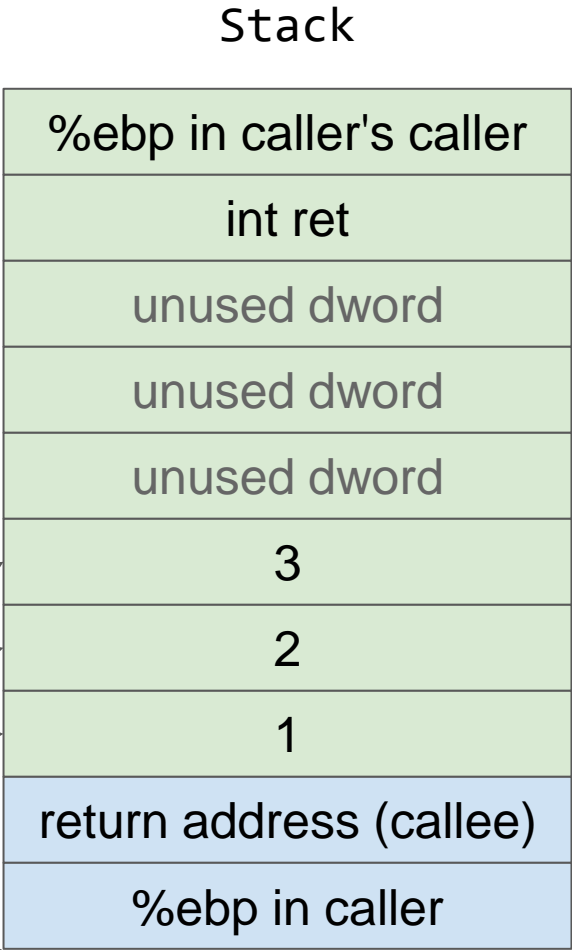 Stack
%ebp in caller's caller
int ret
unused dword
unused dword
unused dword
3
2
1
return address (callee)
%ebp in caller